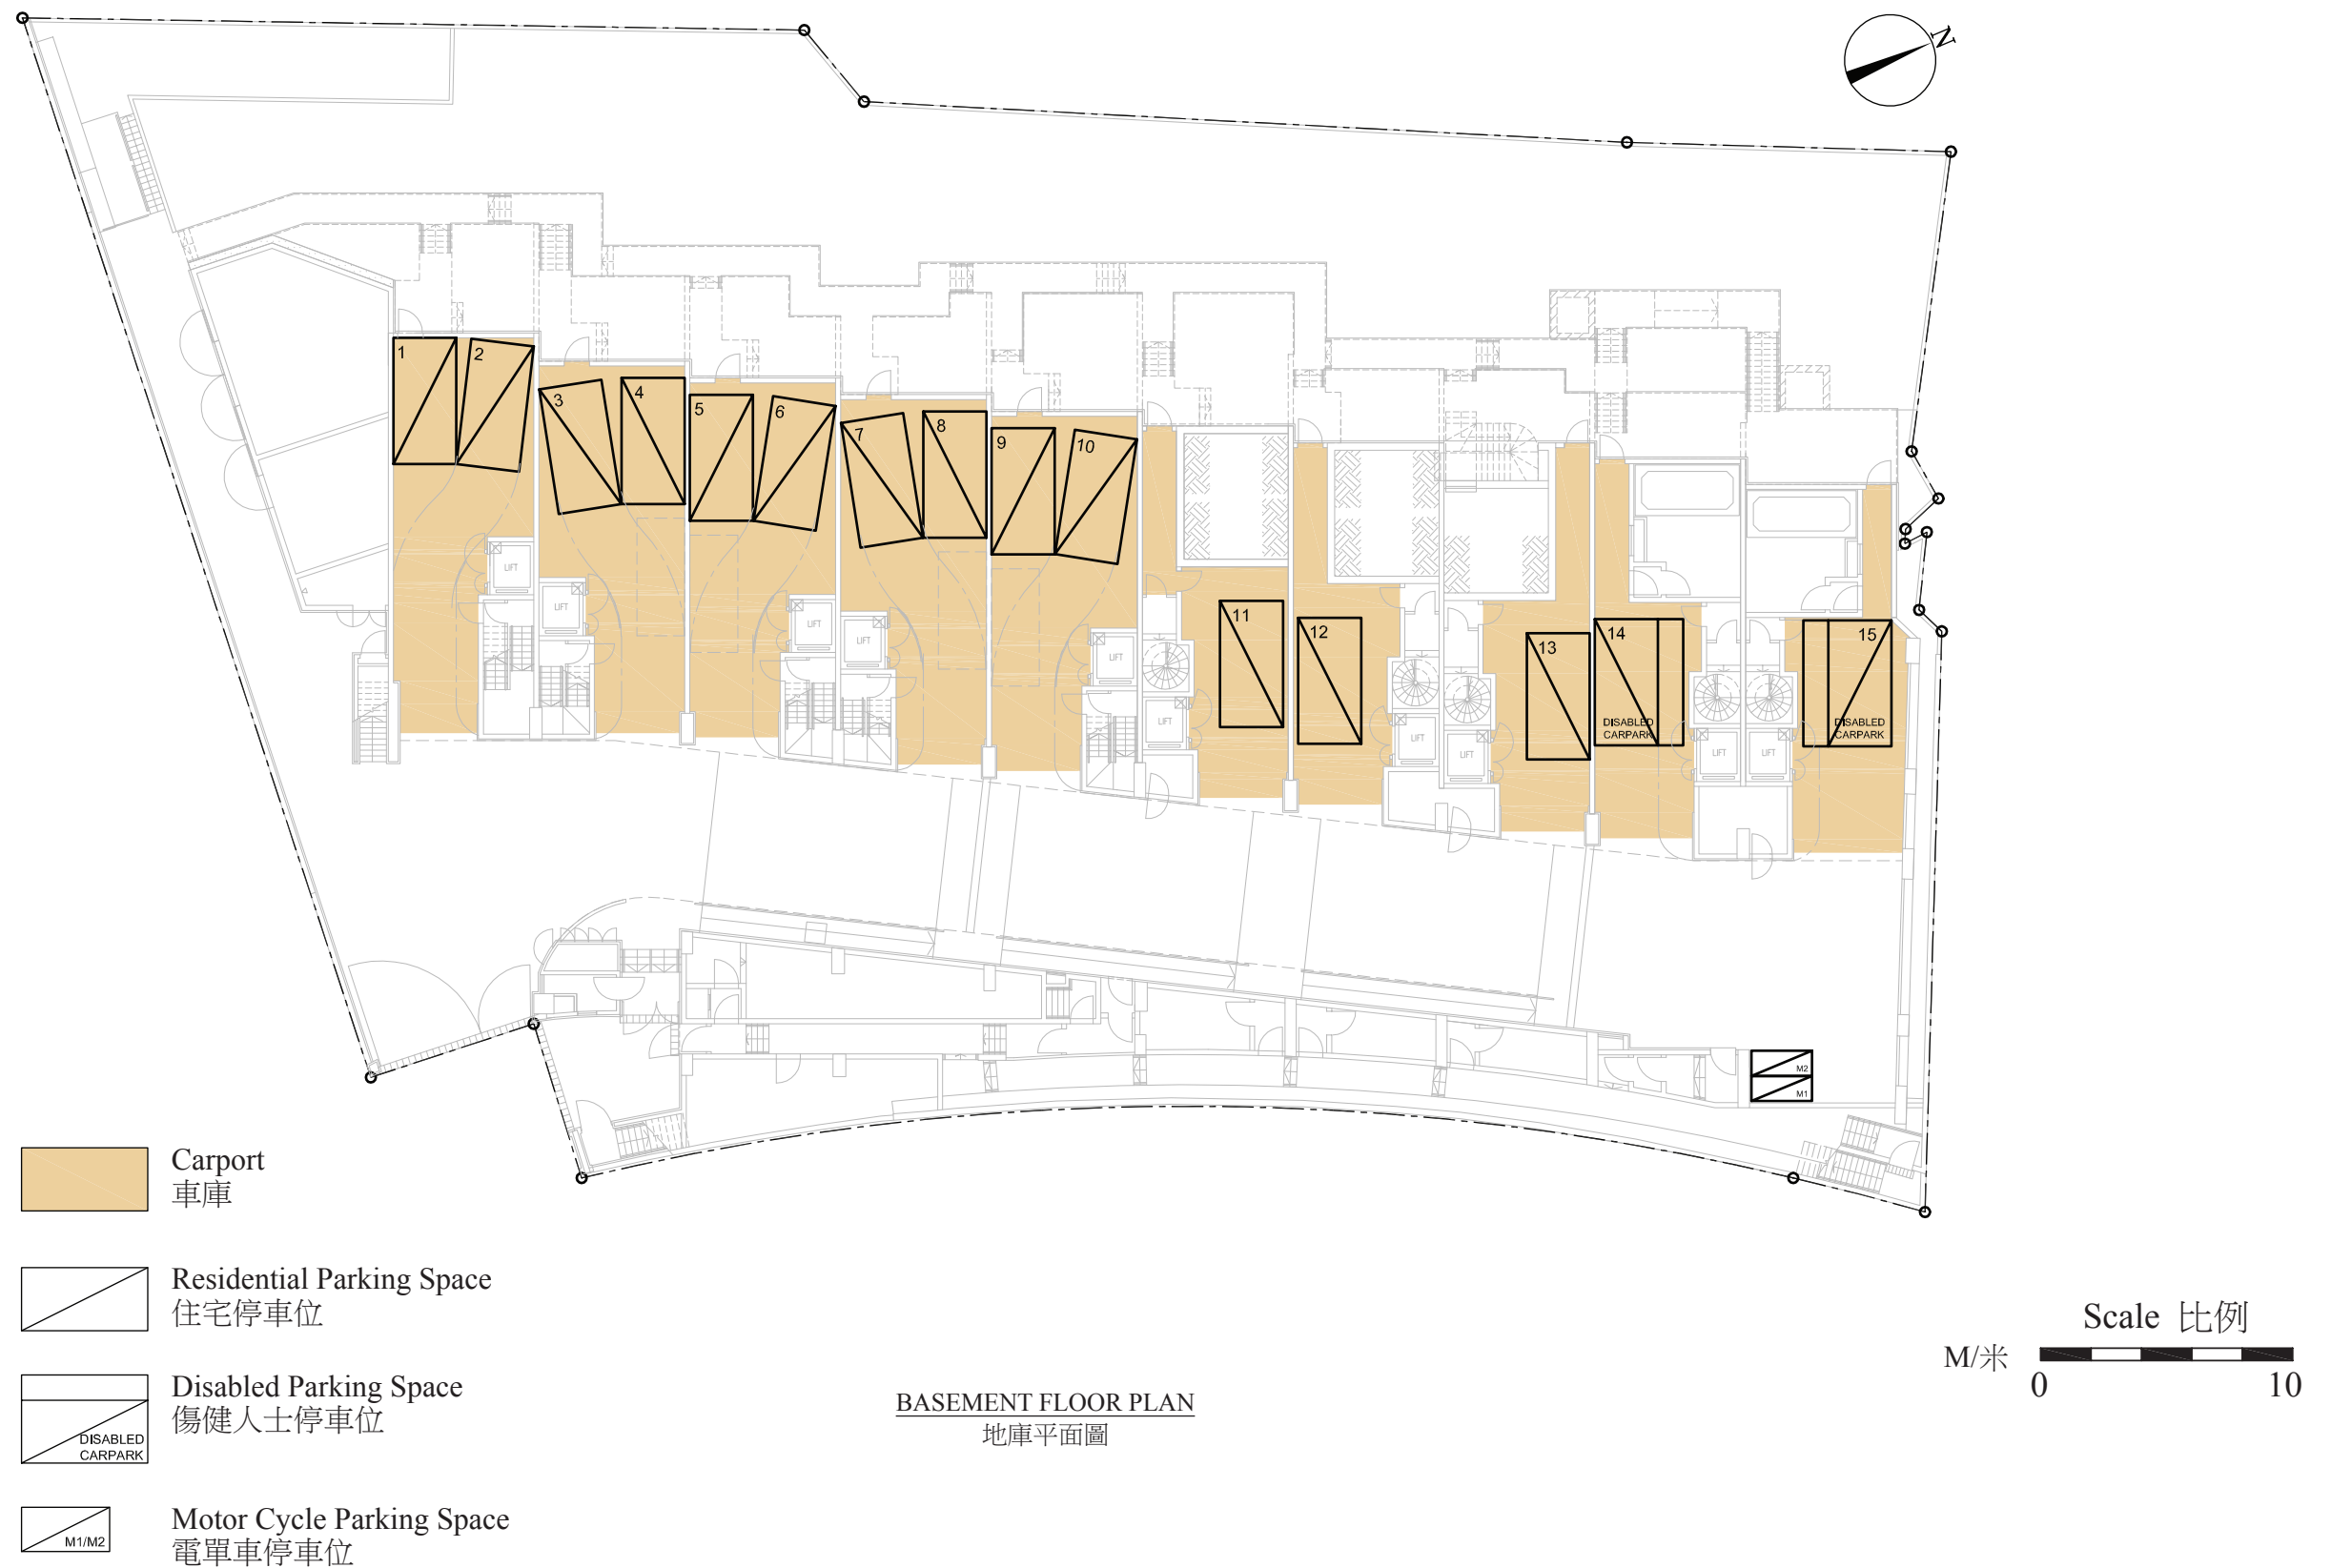 N
1
2
3
4
5
6
7
8
9
10
LIFT
LIFT
LIFT
LIFT
LIFT
11
12
13
14
15
DISABLED
CARPARK
DISABLED
CARPARK
LIFT
LIFT
LIFT
LIFT
LIFT
M2
M1
Carport
車庫
Residential Parking Space
住宅停車位
Disabled Parking Space
傷健人士停車位
DISABLED
CARPARK
Motor Cycle Parking Space
電單車停車位
M1/M2
BASEMENT FLOOR PLAN
地庫平面圖
Scale 比例
M/米
0 10